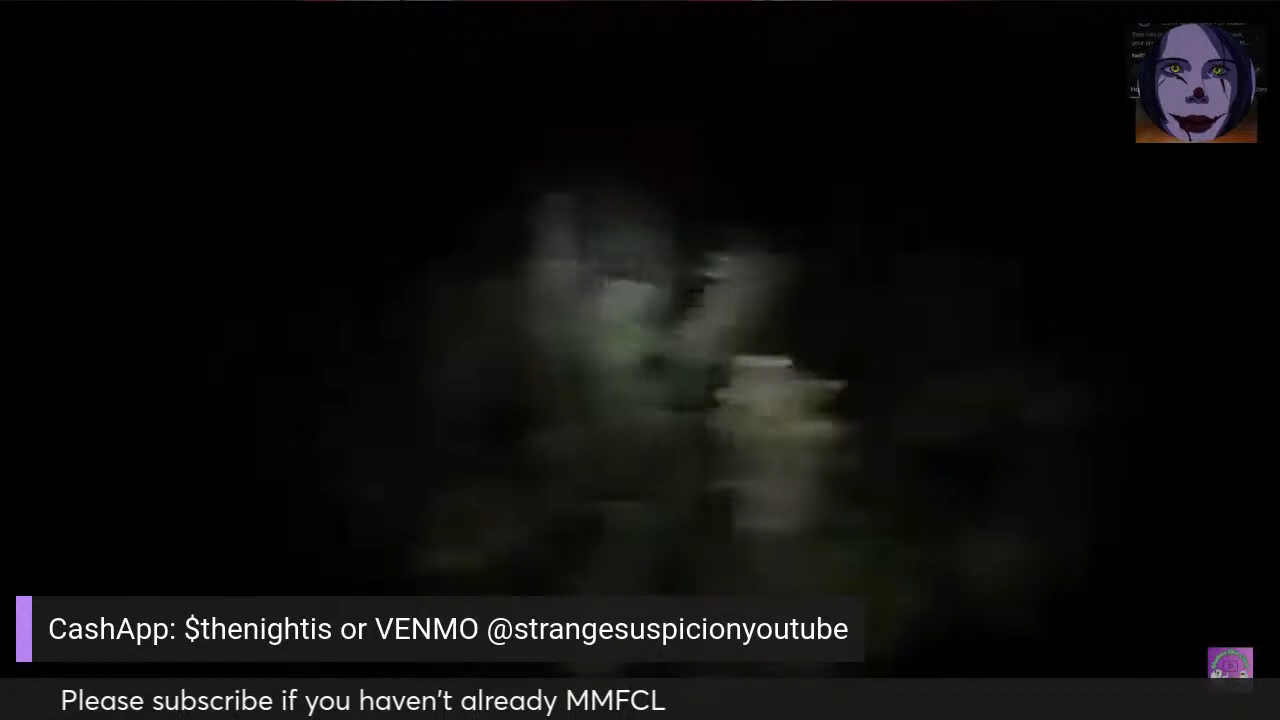 CashApp: $thenightis or VENMO @strangesuspicionyoutube
Please subscribe if you haven't already MMFCL